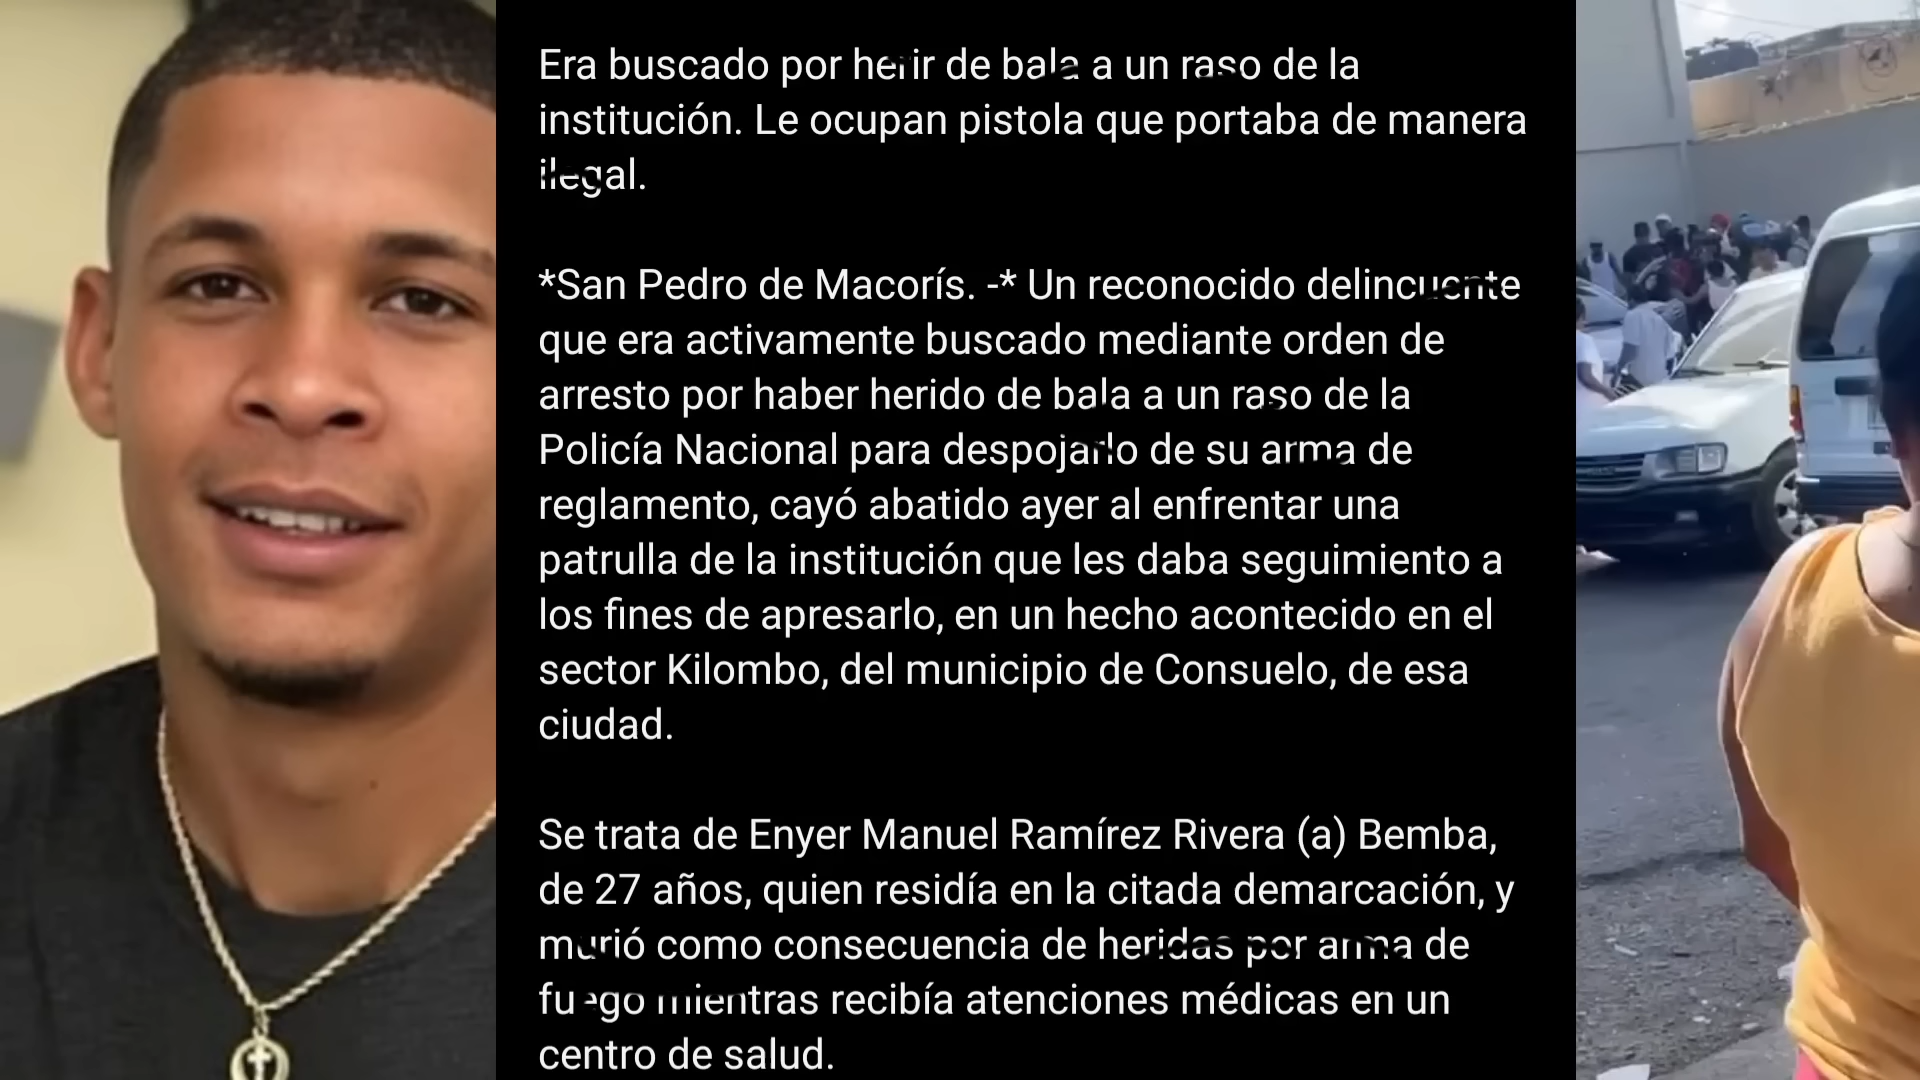 Era buscado por herir de bala a un raso de la
institución. Le ocupan pistola que portaba de manera
ilegal.
*San Pedro de Macorís. -* Un reconocido delincuente
que era activamente buscado mediante orden de
arresto por haber herido de bala a un raso de la
Policía Nacional para despojarlo de su arma de
reglamento, cayó abatido ayer al enfrentar una
patrulla de la institución que les daba seguimiento a
los fines de apresarlo, en un hecho acontecido en el
sector Kilombo, del municipio de Consuelo, de esa
ciudad.
Se trata de Enyer Manuel Ramírez Rivera (a) Bemba,
de 27 años, quien residía en la citada demarcación, y
murió como consecuencia de heridas por arma de
fuego mientras recibía atenciones médicas en un
centro de salud.